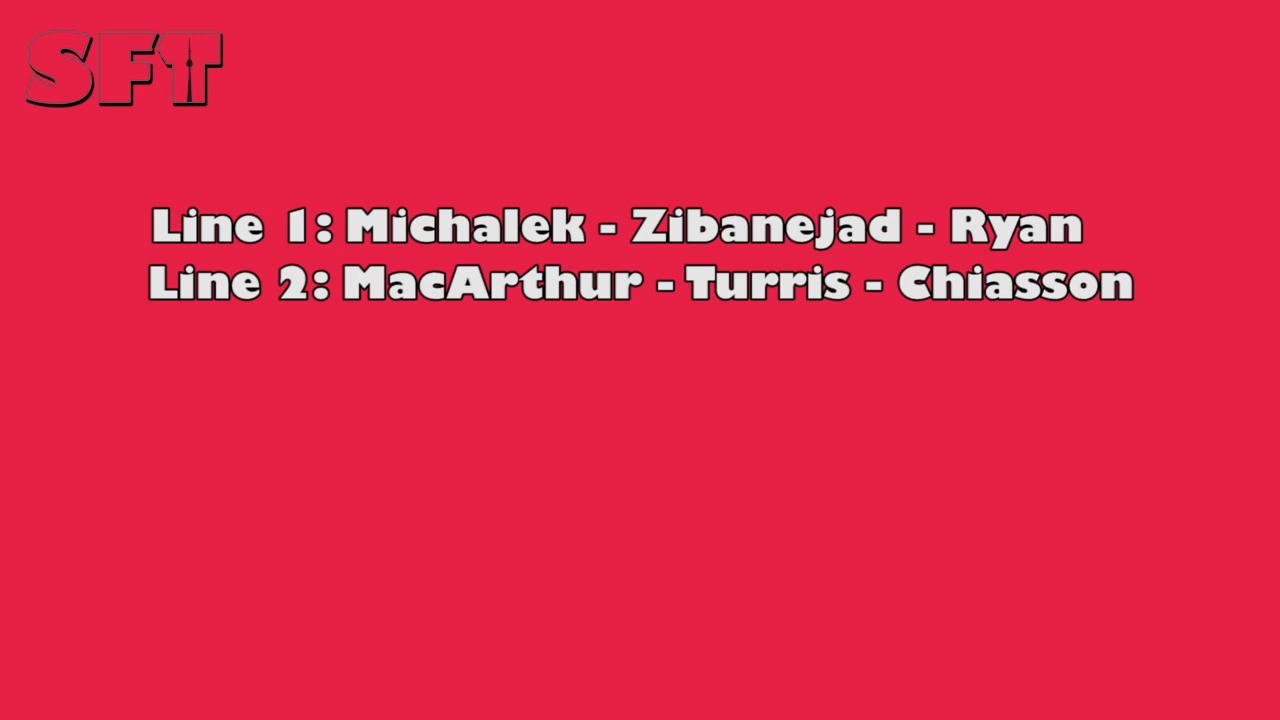 SFT
Line 1: Michalek - Zibanejad - Ryan
Line 2: MacArthur - Turris - Chiasson